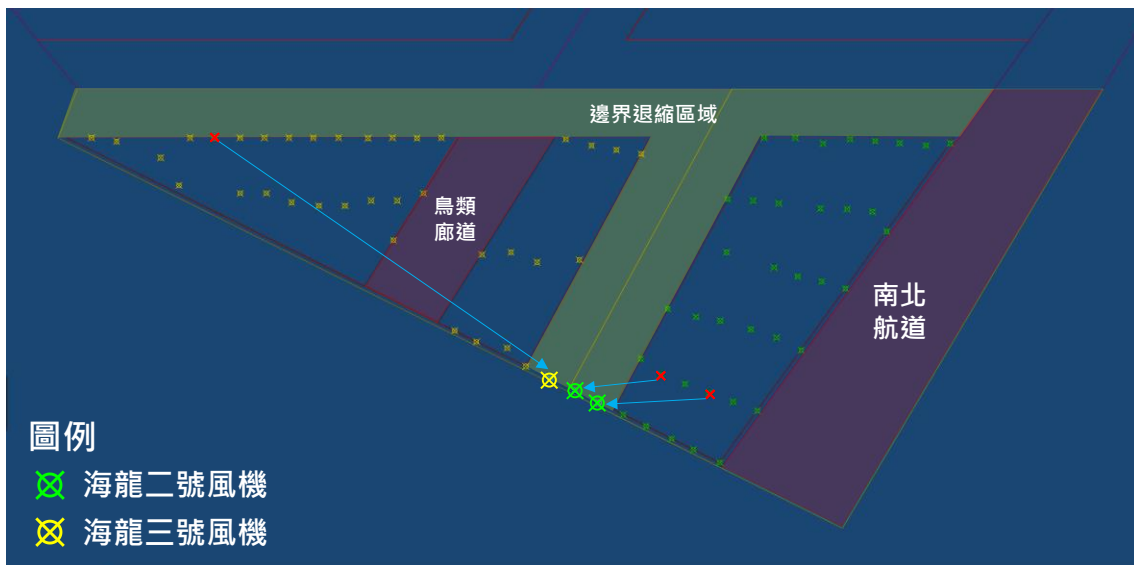 邊界退縮區域
鳥類
廊道
南北
航道
圖例
海龍二號風機
海龍三號風機